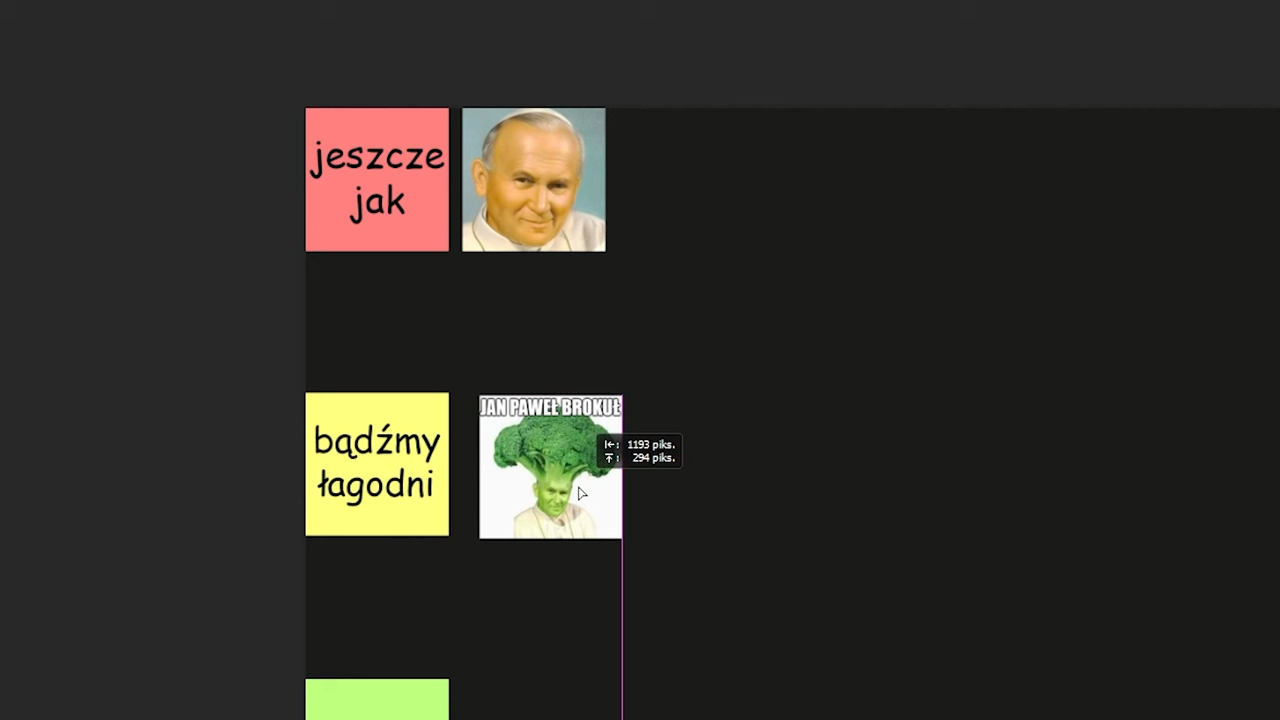 jeszcze
jak
bądźmy
łagodni
JAN PAWEŁ BROKUŁ
1193 piks.
294 piks.